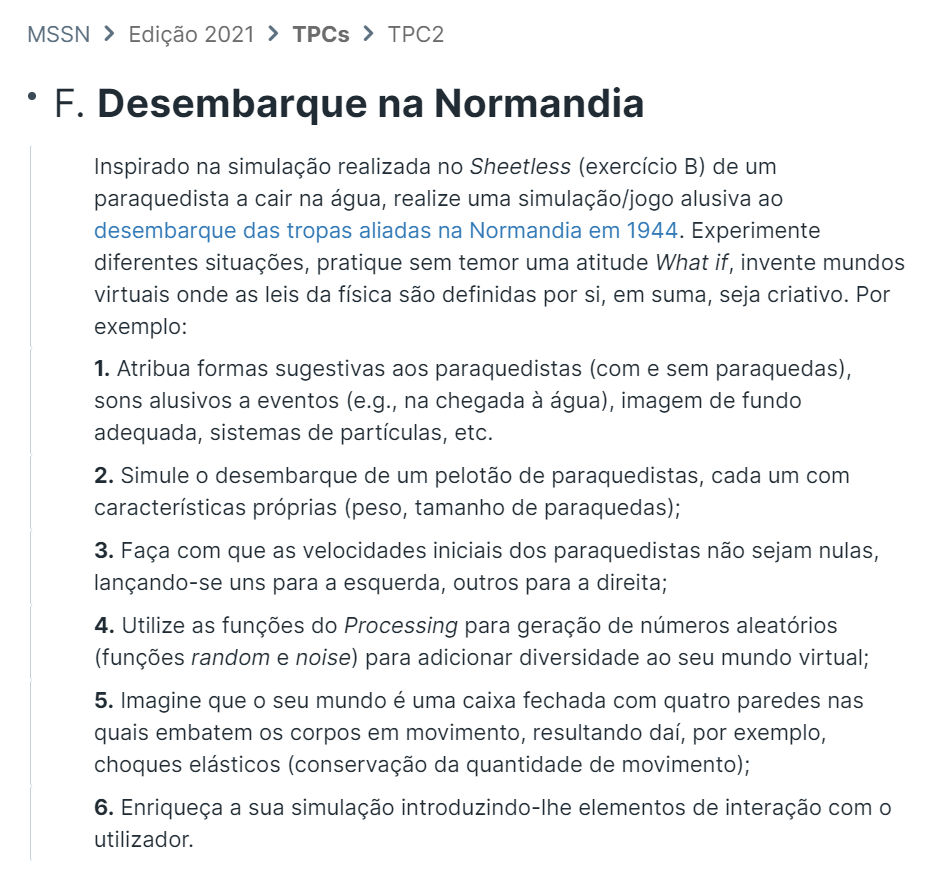 MSSN > Edição 2021 > TPCs > TPC2
• F. Desembarque na Normandia
Inspirado na simulação realizada no Sheetless (exercício B) de um
paraquedista a cair na água, realize uma simulação/jogo alusiva ao
desembarque das tropas aliadas na Normandia em 1944. Experimente
diferentes situações, pratique sem temor uma atitude What if, invente mundos
virtuais onde as leis da física são definidas por si, em suma, seja criativo. Por
exemplo:
1. Atribua formas sugestivas aos paraquedistas (com e sem paraquedas),
sons alusivos a eventos (e.g., na chegada à água), imagem de fundo
adequada, sistemas de partículas, etc.
2. Simule o desembarque de um pelotão de paraquedistas, cada um com
características próprias (peso, tamanho de paraquedas);
3. Faça com que as velocidades iniciais dos paraquedistas não sejam nulas,
lançando-se uns para a esquerda, outros para a direita;
4. Utilize as funções do Processing para geração de números aleatórios
(funções random e noise) para adicionar diversidade ao seu mundo virtual;
5. Imagine que o seu mundo é uma caixa fechada com quatro paredes nas
quais embatem os corpos em movimento, resultando daí, por exemplo,
choques elásticos (conservação da quantidade de movimento);
6. Enriqueça a sua simulação introduzindo-lhe elementos de interação com o
utilizador.